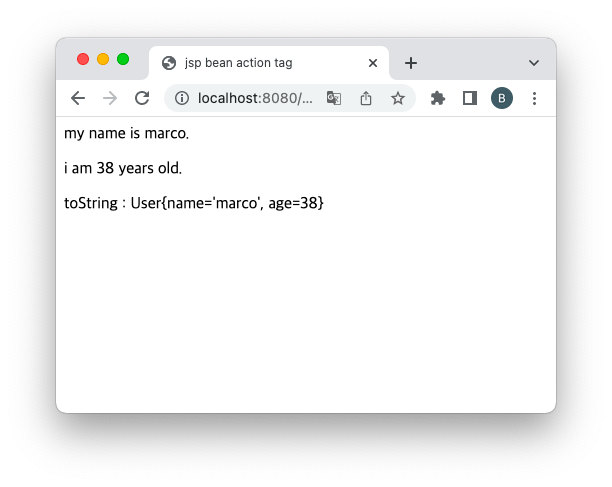 jsp bean action tag
localhost:8080/...
B
my name is marco.
i am 38 years old.
toString : User{name='marco', age=38}